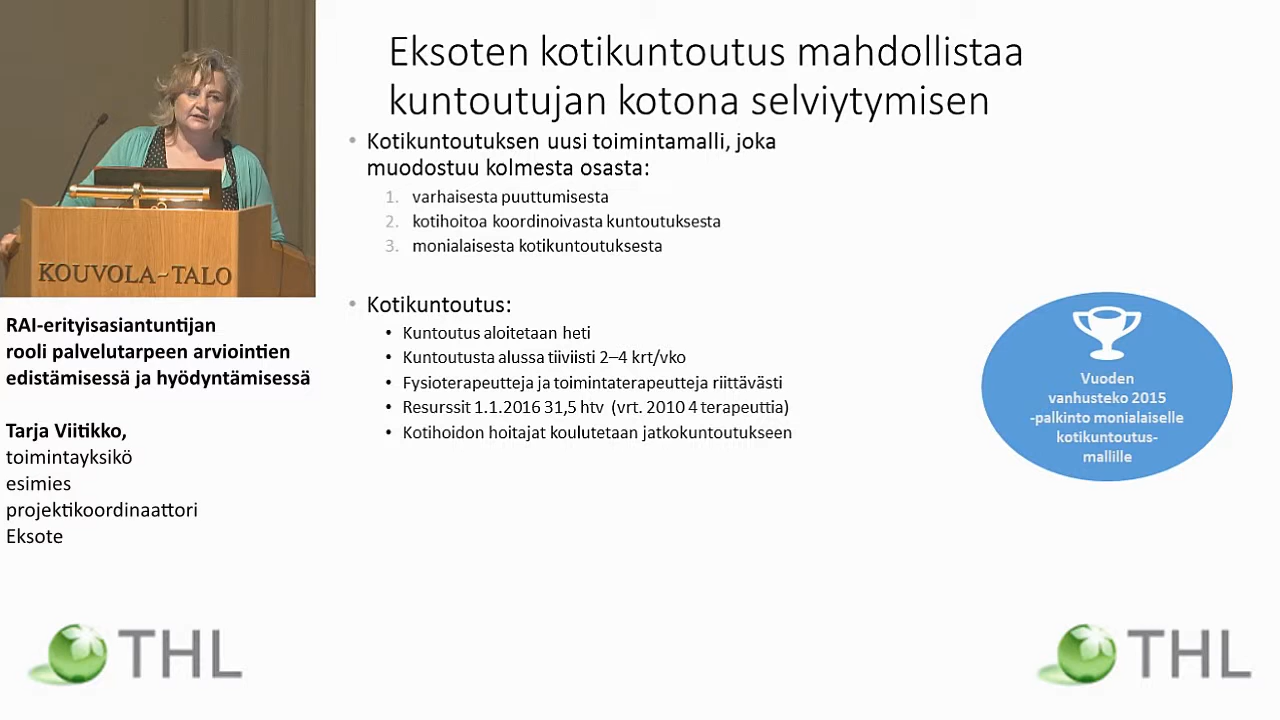 Eksoten kotikuntoutus mahdollistaa
kuntoutujan kotona selviytymisen
• Kotikuntoutuksen uusi toimintamalli, joka
muodostuu kolmesta osasta:
1. varhaisesta puuttumisesta
2. kotihoitoa koordinoivasta kuntoutuksesta
3. monialaisesta kotikuntoutuksesta
• Kotikuntoutus:
• Kuntoutus aloitetaan heti
• Kuntoutusta alussa tiiviisti 2–4 krt/vko
• Fysioterapeutteja ja toimintaterapeutteja riittävästi
• Resurssit 1.1.2016 31,5 htv (vrt. 2010 4 terapeuttia)
• Kotihoidon hoitajat koulutetaan jatkokuntoutukseen
Vuoden
vanhusteko 2015
-palkinto monialaiselle
kotikuntoutus-
mallille
KOUVOLA-TALO
RAI-erityisasiantuntijan
rooli palvelutarpeen arviointien
edistämisessä ja hyödyntämisessä
Tarja Viitikko,
toimintayksikö
esimies
projektikoordinaattori
Eksote
THL
THL